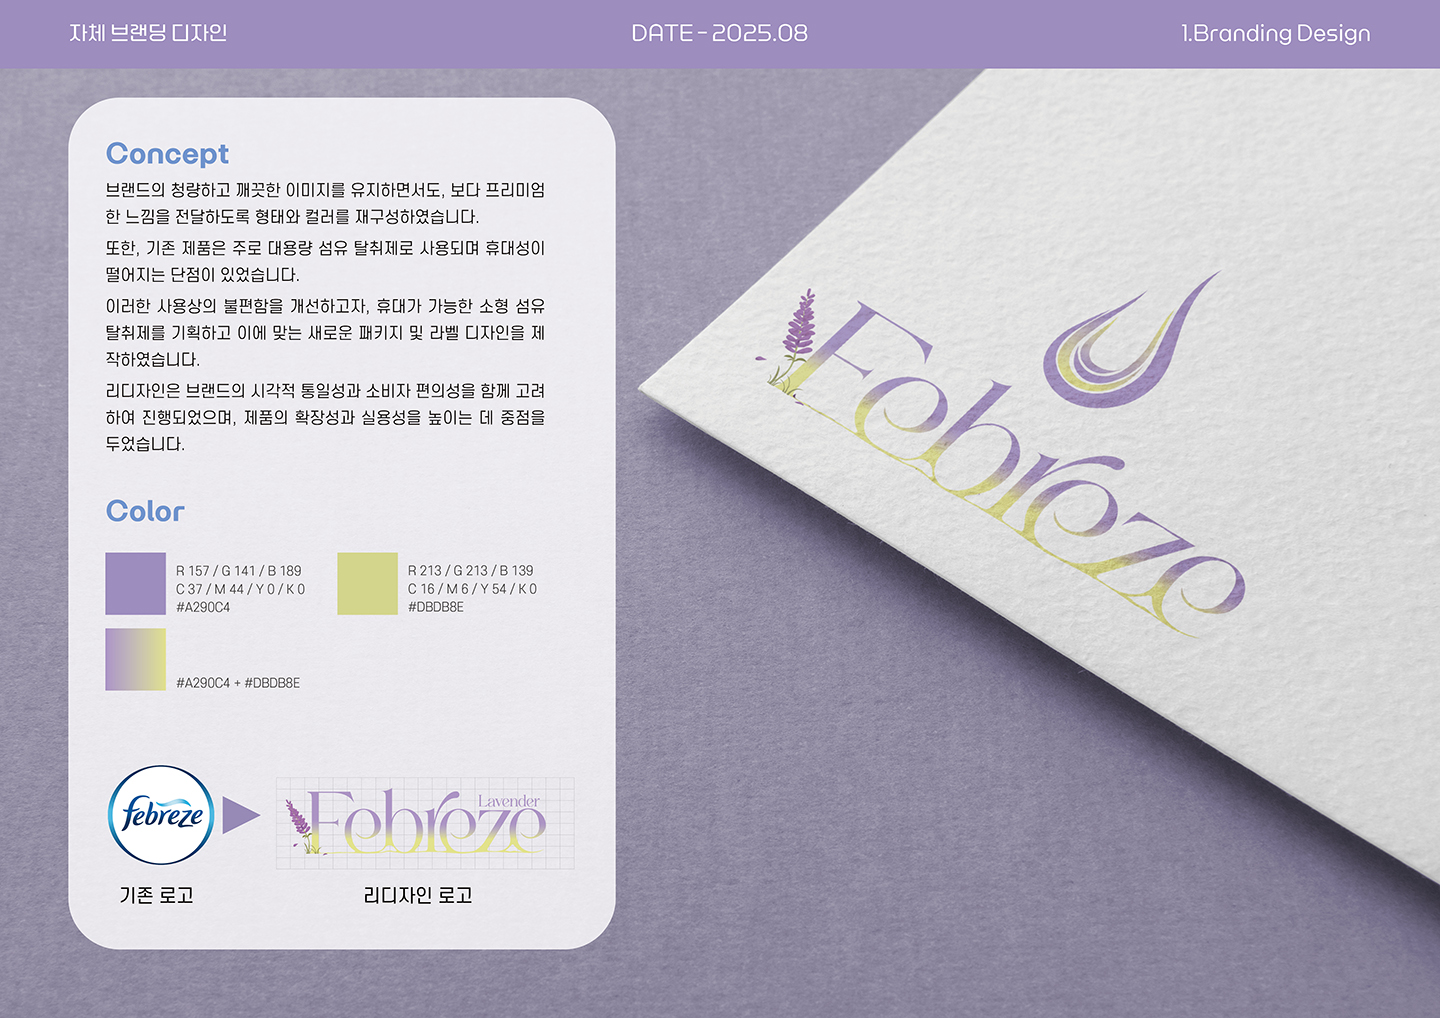 자체 브랜딩 디자인
DATE - 2025.08
1.Branding Design
Concept
브랜드의 청량하고 깨끗한 이미지를 유지하면서도, 보다 프리미엄
한 느낌을 전달하도록 형태와 컬러를 재구성하였습니다.
또한, 기존 제품은 주로 대용량 섬유 탈취제로 사용되며 휴대성이
떨어지는 단점이 있었습니다.
이러한 사용상의 불편함을 개선하고자, 휴대가 가능한 소형 섬유
탈취제를 기획하고 이에 맞는 새로운 패키지 및 라벨 디자인을 제
작하였습니다.
리디자인은 브랜드의 시각적 통일성과 소비자 편의성을 함께 고려
하여 진행되었으며, 제품의 확장성과 실용성을 높이는 데 중점을
두었습니다.
Color
R 157 / G 141 / B 189
C 37 / M 44 / Y 0 / K 0
#A290C4
R 213 / G 213 / B 139
C 16 / M 6 / Y 54 / K 0
#DBDB8E
#A290C4 + #DBDB8E
febreze
Febreze
Lavender
기존 로고
리디자인 로고
Febreze